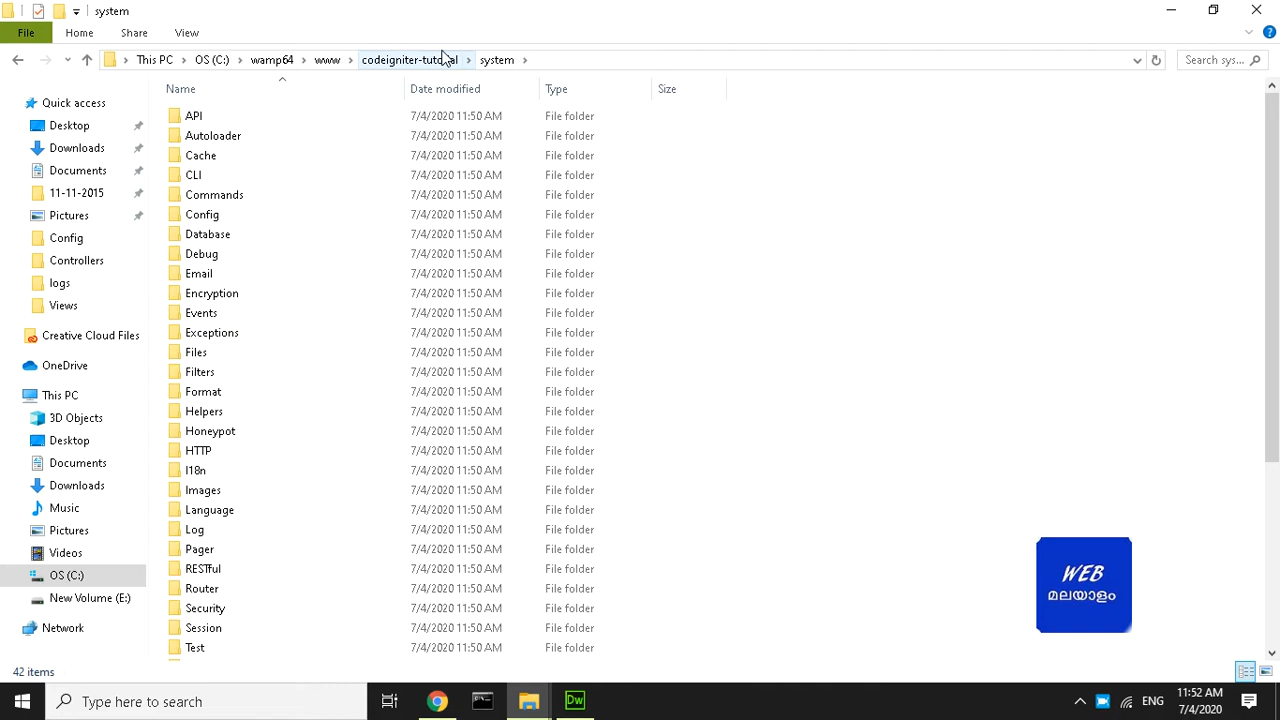 system
File Home Share View
This PC OS (C:) wamp64 www codeigniter-tutorial system Search sys...
Name Date modified Type Size
Quick access
Desktop
Downloads
Documents
11-11-2015
Pictures
Config
Controllers
logs
Views
Creative Cloud Files
OneDrive
This PC
3D Objects
Desktop
Documents
Downloads
Music
Pictures
Videos
OS (C:)
New Volume (E:)
Network
API 7/4/2020 11:50 AM File folder
Autoloader 7/4/2020 11:50 AM File folder
Cache 7/4/2020 11:50 AM File folder
CLI 7/4/2020 11:50 AM File folder
Commands 7/4/2020 11:50 AM File folder
Config 7/4/2020 11:50 AM File folder
Database 7/4/2020 11:50 AM File folder
Debug 7/4/2020 11:50 AM File folder
Email 7/4/2020 11:50 AM File folder
Encryption 7/4/2020 11:50 AM File folder
Events 7/4/2020 11:50 AM File folder
Exceptions 7/4/2020 11:50 AM File folder
Files 7/4/2020 11:50 AM File folder
Filters 7/4/2020 11:50 AM File folder
Format 7/4/2020 11:50 AM File folder
Helpers 7/4/2020 11:50 AM File folder
Honeypot 7/4/2020 11:50 AM File folder
HTTP 7/4/2020 11:50 AM File folder
I18n 7/4/2020 11:50 AM File folder
Images 7/4/2020 11:50 AM File folder
Language 7/4/2020 11:50 AM File folder
Log 7/4/2020 11:50 AM File folder
Pager 7/4/2020 11:50 AM File folder
RESTful 7/4/2020 11:50 AM File folder
Router 7/4/2020 11:50 AM File folder
Security 7/4/2020 11:50 AM File folder
Session 7/4/2020 11:50 AM File folder
Test 7/4/2020 11:50 AM File folder
WEB
മലയാളം
42 items
Type here to search
Dw
ENG
11:52 AM
7/4/2020